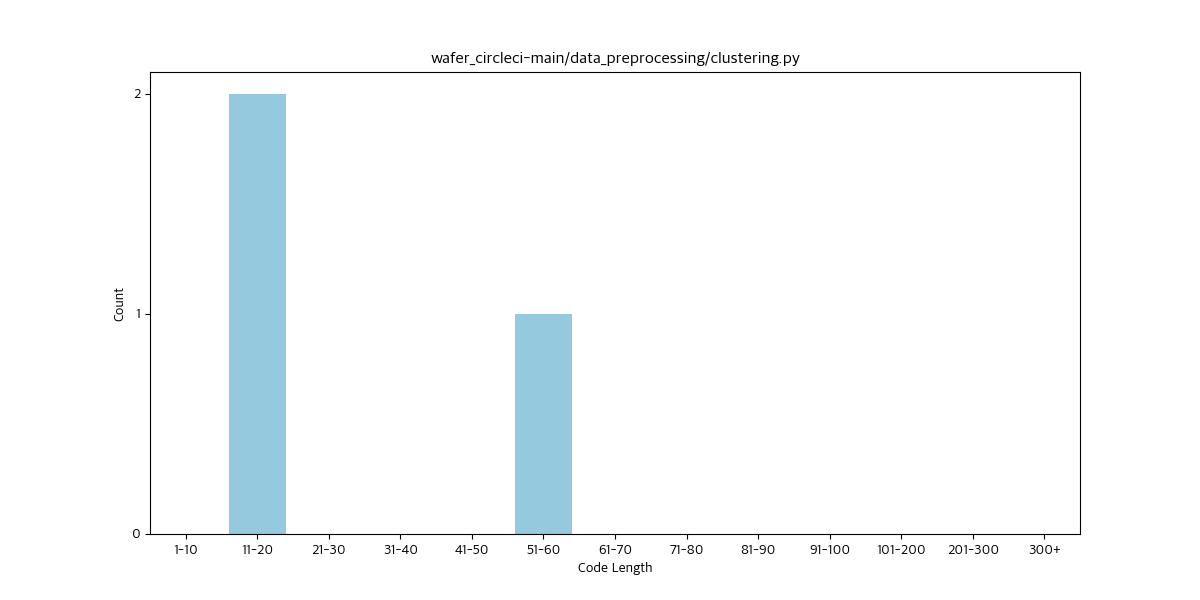 wafer_circleci-main/data_preprocessing/clustering.py
Count
2
1
0
1-10 11-20 21-30 31-40 41-50 51-60 61-70 71-80 81-90 91-100 101-200 201-300 300+
Code Length